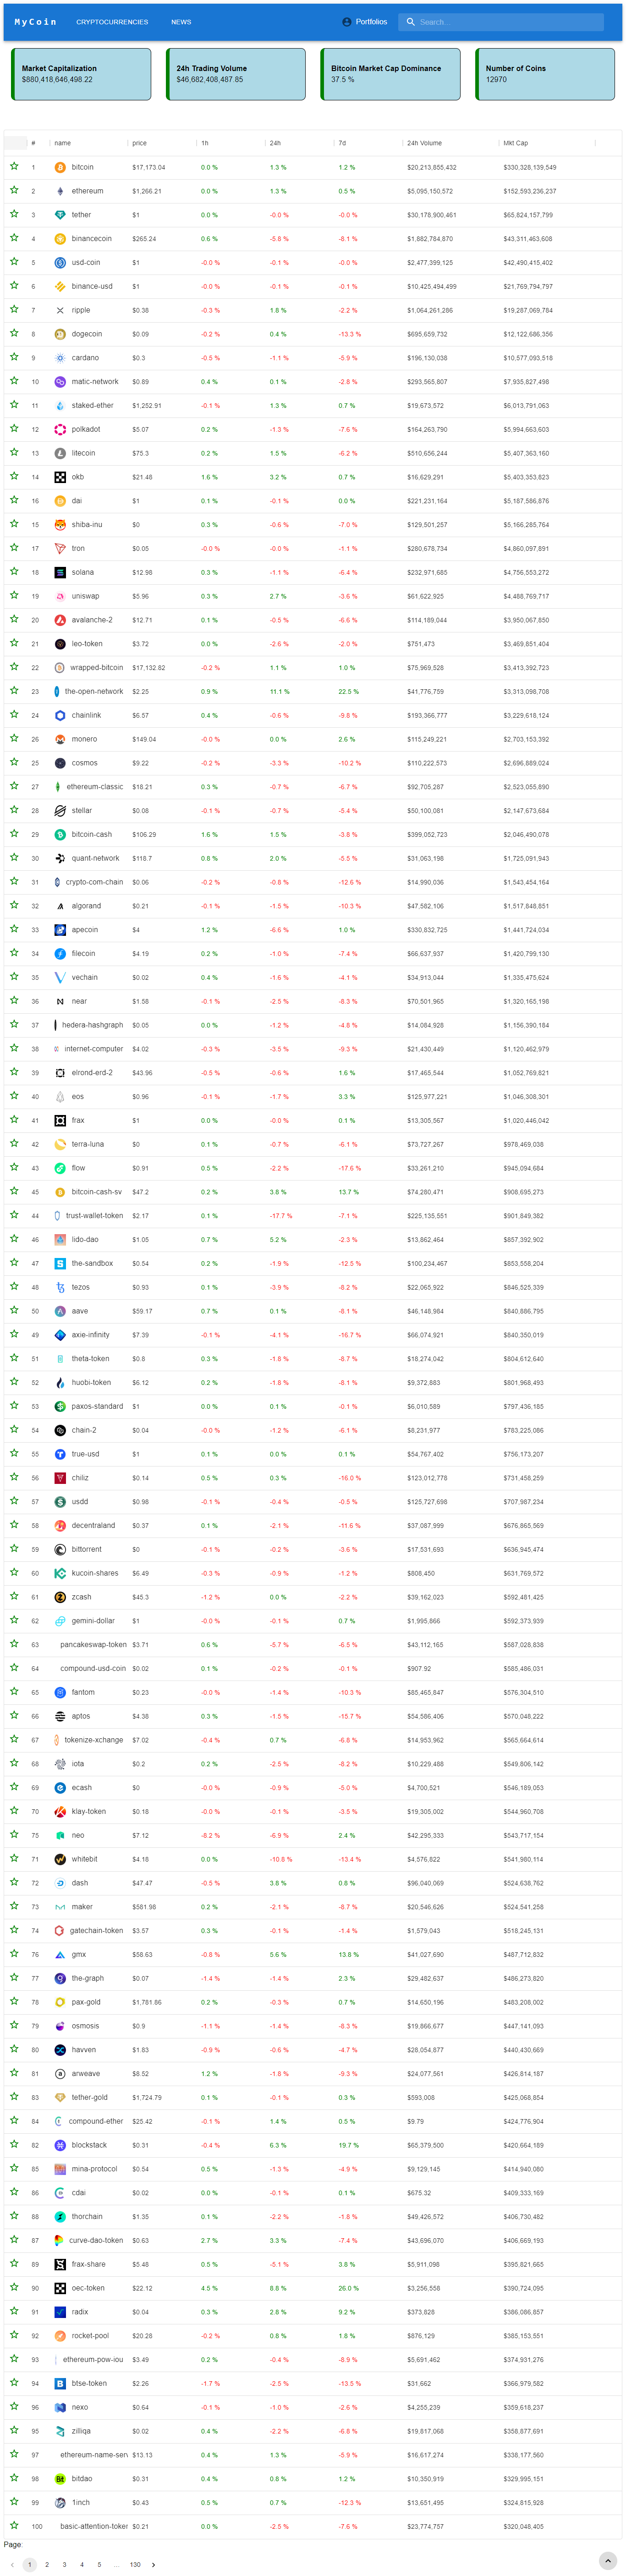 MyCoin CRYPTOCURRENCIES NEWS Portfolios Search...
Market Capitalization 24h Trading Volume Bitcoin Market Cap Dominance Number of Coins
$880,418,646,498.22 $46,682,408,487.85 37.5 % 12970
# name price 1h 24h 7d 24h Volume Mkt Cap
1 bitcoin $17,173.04 0.0 % 1.3 % 1.2 % $20,213,855,432 $330,328,139,549
2 ethereum $1,266.21 0.0 % 1.3 % 0.5 % $5,095,150,572 $152,593,236,237
3 tether $1 0.0 % -0.0 % -0.0 % $30,178,900,461 $65,824,157,799
4 binancecoin $265.24 0.6 % -5.8 % -8.1 % $1,882,784,870 $43,311,463,608
5 usd-coin $1 -0.0 % -0.1 % -0.0 % $2,477,399,125 $42,490,415,402
6 binance-usd $1 -0.0 % -0.1 % -0.1 % $10,425,494,499 $21,769,794,797
7 ripple $0.38 -0.3 % 1.8 % -2.2 % $1,064,261,286 $19,287,069,784
8 dogecoin $0.09 -0.2 % 0.4 % -13.3 % $695,659,732 $12,122,686,356
9 cardano $0.3 -0.5 % -1.1 % -5.9 % $196,130,038 $10,577,093,518
10 matic-network $0.89 0.4 % 0.1 % -2.8 % $293,565,807 $7,935,827,498
11 staked-ether $1,252.91 -0.1 % 1.3 % 0.7 % $19,673,572 $6,013,791,063
12 polkadot $5.07 0.2 % -1.3 % -7.6 % $164,263,790 $5,994,663,603
13 litecoin $75.3 0.2 % 1.5 % -6.2 % $510,656,244 $5,407,363,160
14 okb $21.48 1.6 % 3.2 % 0.7 % $16,629,291 $5,403,353,823
16 dai $1 0.1 % -0.1 % 0.0 % $221,231,164 $5,187,586,876
15 shiba-inu $0 0.3 % -0.6 % -7.0 % $129,501,257 $5,166,285,764
17 tron $0.05 -0.0 % -0.0 % -1.1 % $280,678,734 $4,860,097,891
18 solana $12.98 0.3 % -1.1 % -6.4 % $232,971,685 $4,756,553,272
19 uniswap $5.96 0.3 % 2.7 % -3.6 % $61,622,925 $4,488,769,717
20 avalanche-2 $12.71 0.1 % -0.5 % -6.6 % $114,189,044 $3,950,067,850
21 leo-token $3.72 0.0 % -2.6 % -2.0 % $751,473 $3,469,851,404
22 wrapped-bitcoin $17,132.82 -0.2 % 1.1 % 1.0 % $75,969,528 $3,413,392,723
23 the-open-network $2.25 0.9 % 11.1 % 22.5 % $41,776,759 $3,313,098,708
24 chainlink $6.57 0.4 % -0.6 % -9.8 % $193,366,777 $3,229,618,124
26 monero $149.04 -0.0 % 0.0 % 2.6 % $115,249,221 $2,703,153,392
25 cosmos $9.22 -0.2 % -3.3 % -10.2 % $110,222,573 $2,696,889,024
27 ethereum-classic $18.21 0.3 % -0.7 % -6.7 % $92,705,287 $2,523,055,890
28 stellar $0.08 -0.1 % -0.7 % -5.4 % $50,100,081 $2,147,673,684
29 bitcoin-cash $106.29 1.6 % 1.5 % -3.8 % $399,052,723 $2,046,490,078
30 quant-network $118.7 0.8 % 2.0 % -5.5 % $31,063,198 $1,725,091,943
31 crypto-com-chain $0.06 -0.2 % -0.8 % -12.6 % $14,990,036 $1,543,454,164
32 algorand $0.21 -0.1 % -1.5 % -10.3 % $47,582,106 $1,517,848,851
33 apecoin $4 1.2 % -6.6 % 1.0 % $330,832,725 $1,441,724,034
34 filecoin $4.19 0.2 % -1.0 % -7.4 % $66,637,937 $1,420,799,130
35 vechain $0.02 0.4 % -1.6 % -4.1 % $34,913,044 $1,335,475,624
36 near $1.58 -0.1 % -2.5 % -8.3 % $70,501,965 $1,320,165,198
37 hedera-hashgraph $0.05 0.0 % -1.2 % -4.8 % $14,084,928 $1,156,390,184
38 internet-computer $4.02 -0.3 % -3.5 % -9.3 % $21,430,449 $1,120,462,979
39 elrond-erd-2 $43.96 -0.5 % -0.6 % 1.6 % $17,465,544 $1,052,769,821
40 eos $0.96 -0.1 % -1.7 % 3.3 % $125,977,221 $1,046,308,301
41 frax $1 0.0 % -0.0 % 0.1 % $13,305,567 $1,020,446,042
42 terra-luna $0 0.1 % -0.7 % -6.1 % $73,727,267 $978,469,038
43 flow $0.91 0.5 % -2.2 % -17.6 % $33,261,210 $945,094,684
45 bitcoin-cash-sv $47.2 0.2 % 3.8 % 13.7 % $74,280,471 $908,695,273
44 trust-wallet-token $2.17 0.1 % -17.7 % -7.1 % $225,135,551 $901,849,382
46 lido-dao $1.05 0.7 % 5.2 % -2.3 % $13,862,464 $857,392,902
47 the-sandbox $0.54 0.2 % -1.9 % -12.5 % $100,234,467 $853,558,204
48 tezos $0.93 0.1 % -3.9 % -8.2 % $22,065,922 $846,525,339
50 aave $59.17 0.7 % 0.1 % -8.1 % $46,148,984 $840,886,795
49 axie-infinity $7.39 -0.1 % -4.1 % -16.7 % $66,074,921 $840,350,019
51 theta-token $0.8 0.3 % -1.8 % -8.7 % $18,274,042 $804,612,640
52 huobi-token $6.12 0.2 % -1.8 % -8.1 % $9,372,883 $801,968,493
53 paxos-standard $1 0.0 % 0.1 % -0.1 % $6,010,589 $797,436,185
54 chain-2 $0.04 -0.0 % -1.2 % -6.1 % $8,231,977 $783,225,086
55 true-usd $1 0.1 % 0.0 % 0.1 % $54,767,402 $756,173,207
56 chiliz $0.14 0.5 % 0.3 % -16.0 % $123,012,778 $731,458,259
57 usdd $0.98 -0.1 % -0.4 % -0.5 % $125,727,698 $707,987,234
58 decentraland $0.37 0.1 % -2.1 % -11.6 % $37,087,999 $676,865,569
59 bittorrent $0 -0.1 % -0.2 % -3.6 % $17,531,693 $636,945,474
60 kucoin-shares $6.49 -0.3 % -0.9 % -1.2 % $808,450 $631,769,572
61 zcash $45.3 -1.2 % 0.0 % -2.2 % $39,162,023 $592,481,425
62 gemini-dollar $1 -0.0 % -0.1 % 0.7 % $1,995,866 $592,373,939
63 pancakeswap-token $3.71 0.6 % -5.7 % -6.5 % $43,112,165 $587,028,838
64 compound-usd-coin $0.02 0.1 % -0.2 % -0.1 % $907.92 $585,486,031
65 fantom $0.23 -0.0 % -1.4 % -10.3 % $85,465,847 $576,304,510
66 aptos $4.38 0.3 % -1.5 % -15.7 % $54,586,406 $570,048,222
67 tokenize-xchange $7.02 -0.4 % 0.7 % -6.8 % $14,953,962 $565,664,614
68 iota $0.2 0.2 % -2.5 % -8.2 % $10,229,488 $549,806,142
69 ecash $0 -0.0 % -0.9 % -5.0 % $4,700,521 $546,189,053
70 klay-token $0.18 -0.0 % -0.1 % -3.5 % $19,305,002 $544,960,708
75 neo $7.12 -8.2 % -6.9 % 2.4 % $42,295,333 $543,717,154
71 whitebit $4.18 0.0 % -10.8 % -13.4 % $4,576,822 $541,980,114
72 dash $47.47 -0.5 % 3.8 % 0.8 % $96,040,069 $524,638,762
73 maker $581.98 0.2 % -2.1 % -8.7 % $20,546,626 $524,541,258
74 gatechain-token $3.57 0.3 % -0.1 % -1.4 % $1,579,043 $518,245,131
76 gmx $58.63 -0.8 % 5.6 % 13.8 % $41,027,690 $487,712,832
77 the-graph $0.07 -1.4 % -1.4 % 2.3 % $29,482,637 $486,273,820
78 pax-gold $1,781.86 0.2 % -0.3 % 0.7 % $14,650,196 $483,208,002
79 osmosis $0.9 -1.1 % -1.4 % -8.3 % $19,866,677 $447,141,093
80 havven $1.83 -0.9 % -0.6 % -4.7 % $28,054,877 $440,430,669
81 arweave $8.52 1.2 % -1.8 % -9.3 % $24,077,561 $426,814,187
83 tether-gold $1,724.79 0.1 % -0.1 % 0.3 % $593,008 $425,068,854
84 compound-ether $25.42 -0.1 % 1.4 % 0.5 % $9.79 $424,776,904
82 blockstack $0.31 -0.4 % 6.3 % 19.7 % $65,379,500 $420,664,189
85 mina-protocol $0.54 0.5 % -1.3 % -4.9 % $9,129,145 $414,940,080
86 cdai $0.02 0.0 % -0.1 % 0.1 % $675.32 $409,333,169
88 thorchain $1.35 0.1 % -2.2 % -1.8 % $49,426,572 $406,730,482
87 curve-dao-token $0.63 2.7 % 3.3 % -7.4 % $43,696,070 $406,669,193
89 frax-share $5.48 0.5 % -5.1 % 3.8 % $5,911,098 $395,821,665
90 oec-token $22.12 4.5 % 8.8 % 26.0 % $3,256,558 $390,724,095
91 radix $0.04 0.3 % 2.8 % 9.2 % $373,828 $386,086,857
92 rocket-pool $20.28 -0.2 % 0.8 % 1.8 % $876,129 $385,153,551
93 ethereum-pow-iou $3.49 0.2 % -0.4 % -8.9 % $5,691,462 $374,931,276
94 btse-token $2.26 -1.7 % -2.5 % -13.5 % $31,662 $366,979,582
96 nexo $0.64 -0.1 % -1.0 % -2.6 % $4,255,239 $359,618,237
95 zilliqa $0.02 0.4 % -2.2 % -6.8 % $19,817,068 $358,877,691
97 ethereum-name-serv $13.13 0.4 % 1.3 % -5.9 % $16,617,274 $338,177,560
98 bitdao $0.31 0.4 % 0.8 % 1.2 % $10,350,919 $329,995,151
99 1inch $0.43 0.5 % 0.7 % -12.3 % $13,651,495 $324,815,928
100 basic-attention-token $0.21 0.0 % -2.5 % -7.6 % $23,774,757 $320,048,405
Page:
1 2 3 4 5 ... 130